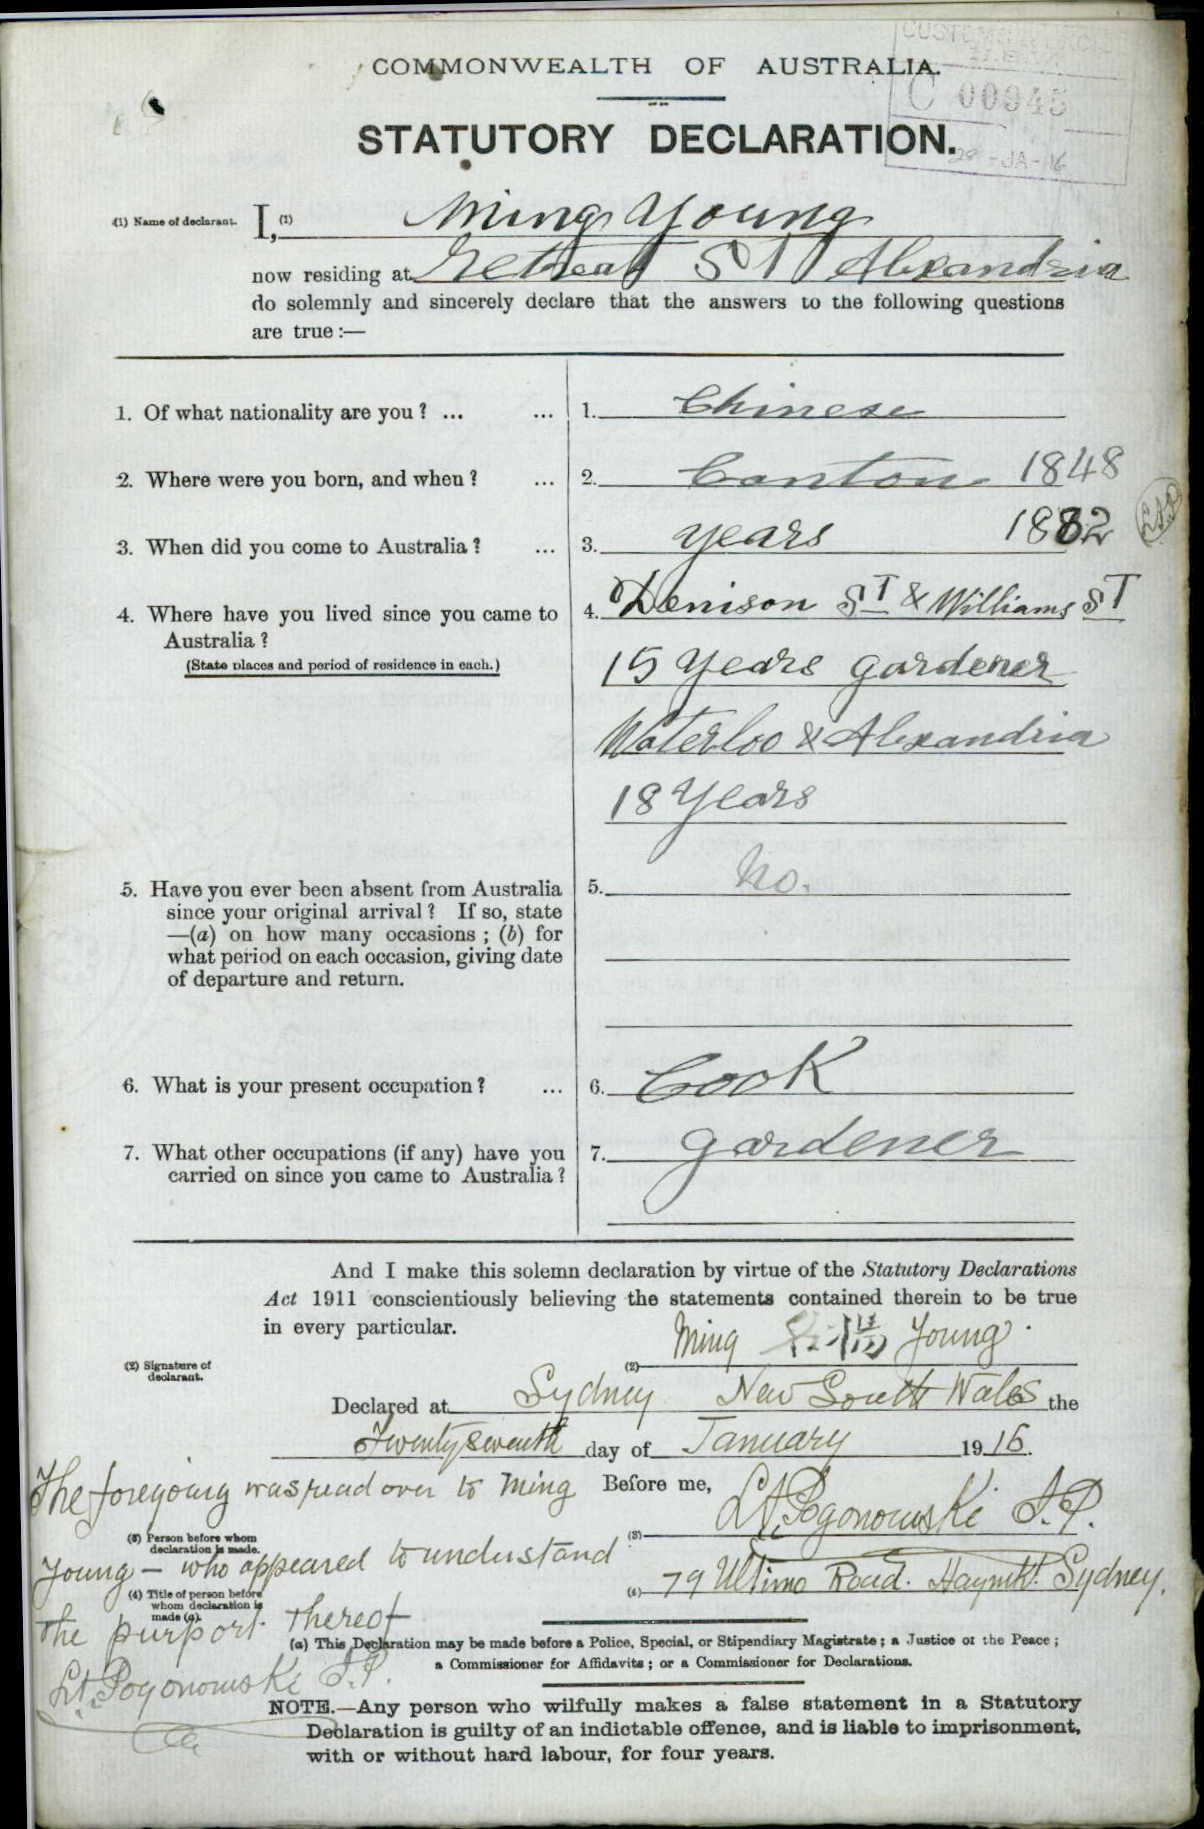 COMMONWEALTH OF AUSTRALIA.
C 00945
STATUTORY DECLARATION.
28-JA-16
(1) Name of declarant. I, (1) Ming Young
now residing at Retreat ST Alexandria
do solemnly and sincerely declare that the answers to the following questions
are true :—
1. Of what nationality are you? ... ... 1. Chinese
2. Where were you born, and when? ... 2. Canton 1848
3. When did you come to Australia? ... 3. years 1882
4. Where have you lived since you came to 4. Denison ST & Williams ST
Australia?
(State places and period of residence in each.) 15 Years gardener
Waterloo & Alexandria
18 Years
5. Have you ever been absent from Australia 5. No.
since your original arrival? If so, state
—(a) on how many occasions; (b) for
what period on each occasion, giving date
of departure and return.
6. What is your present occupation? ... 6. Cook
7. What other occupations (if any) have you 7. gardener
carried on since you came to Australia?
And I make this solemn declaration by virtue of the Statutory Declarations
Act 1911 conscientiously believing the statements contained therein to be true
in every particular.
(2) Signature of declarant. (2) Ming Young.
Declared at Sydney New South Wales the
Twenty seventh day of January 1916.
The foregoing was read over to Ming
Before me,
(3) Person before whom declaration is made. (3) L.A. Pogonowski J.P.
Young — who appeared to understand
(4) Title of person before whom declaration is made (a). (4) 79 Ultimo Road. Haymkt. Sydney.
the purport thereof
(a) This Declaration may be made before a Police, Special, or Stipendiary Magistrate; a Justice of the Peace;
a Commissioner for Affidavits; or a Commissioner for Declarations.
L.A. Pogonowski J.P.
NOTE.—Any person who wilfully makes a false statement in a Statutory
Declaration is guilty of an indictable offence, and is liable to imprisonment,
with or without hard labour, for four years.